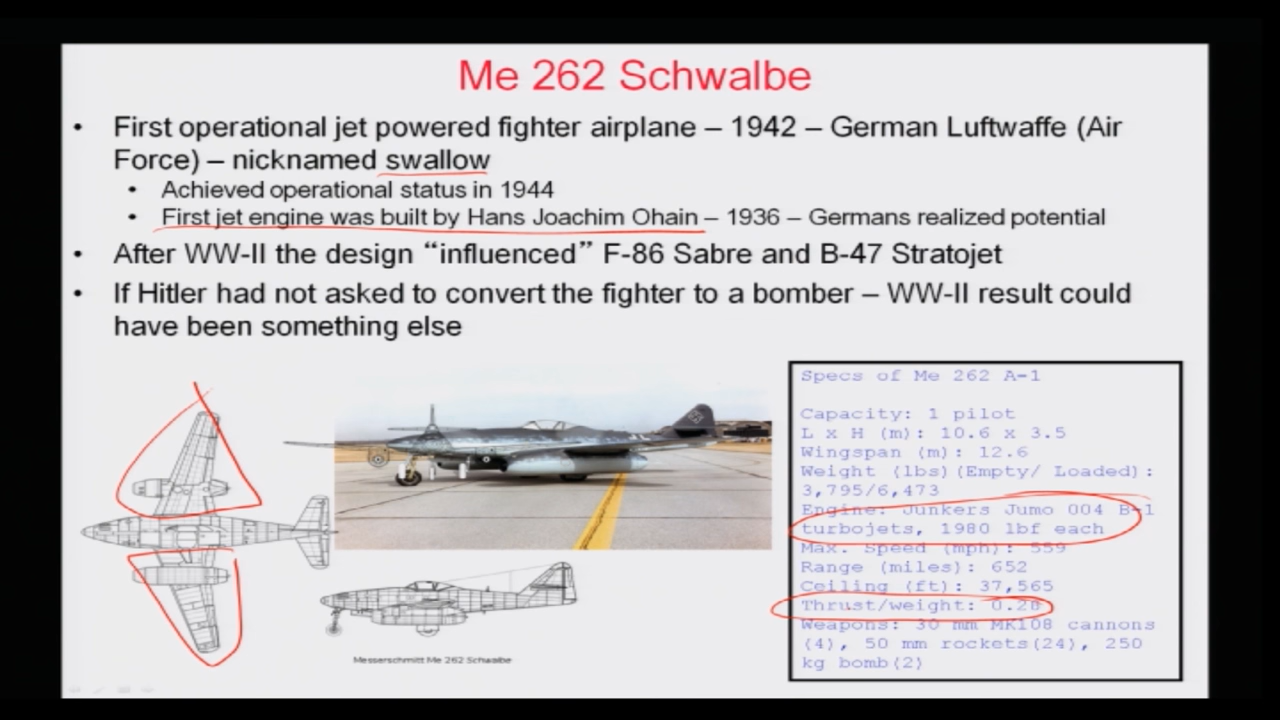 Me 262 Schwalbe
• First operational jet powered fighter airplane – 1942 – German Luftwaffe (Air
Force) – nicknamed swallow
• Achieved operational status in 1944
• First jet engine was built by Hans Joachim Ohain – 1936 – Germans realized potential
• After WW-II the design “influenced” F-86 Sabre and B-47 Stratojet
• If Hitler had not asked to convert the fighter to a bomber – WW-II result could
have been something else
Specs of Me 262 A-1
Capacity: 1 pilot
L x H (m): 10.6 x 3.5
Wingspan (m): 12.6
Weight (lbs)(Empty/ Loaded):
3,795/6,473
Engine: Junkers Jumo 004 B-1
turbojets, 1980 lbf each
Max. Speed (mph): 559
Range (miles): 652
Ceiling (ft): 37,565
Thrust/weight: 0.28
Weapons: 30 mm MK108 cannons
(4), 50 mm rockets(24), 250
kg bomb(2)
Messerschmitt Me 262 Schwalbe